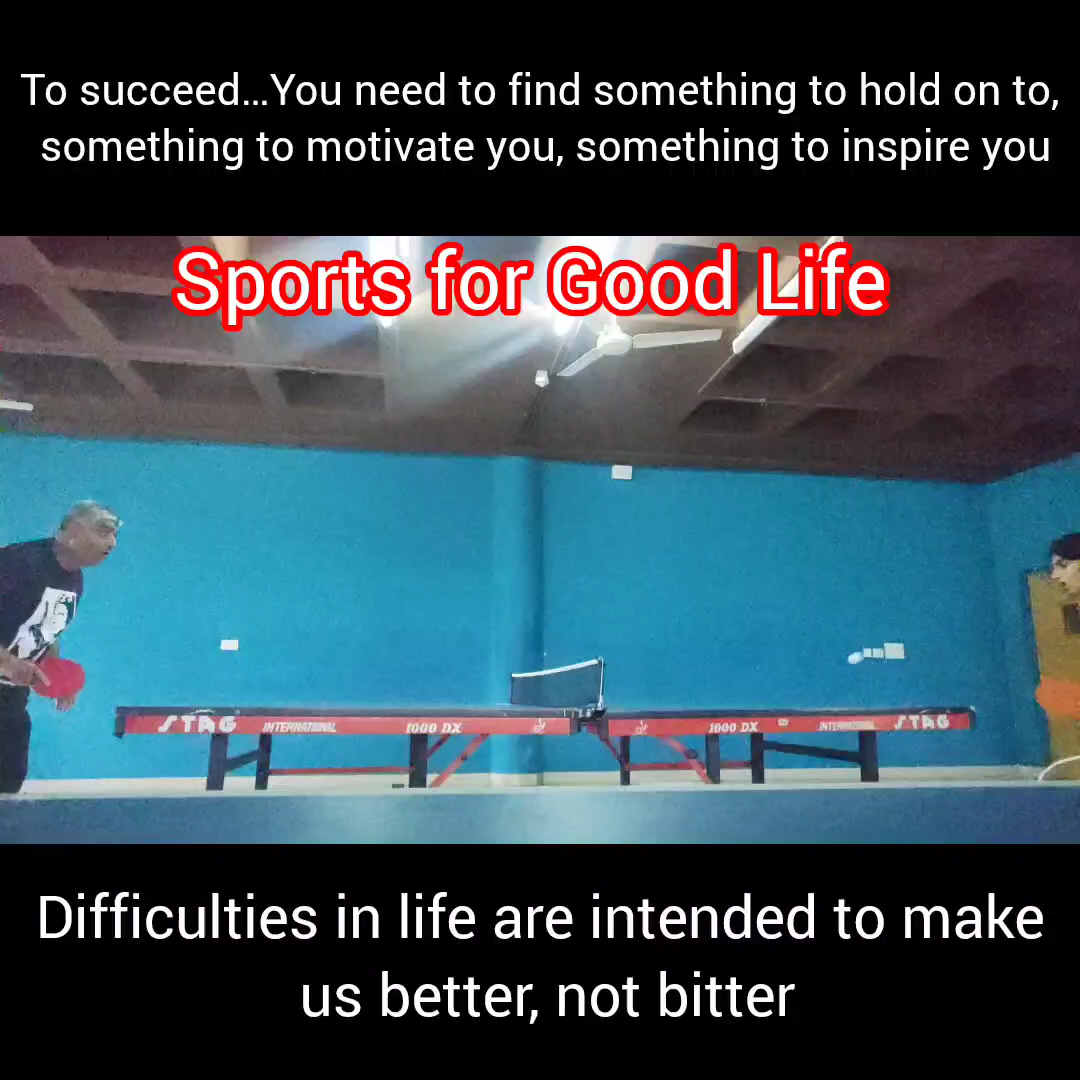 To succeed...You need to find something to hold on to,
something to motivate you, something to inspire you
Sports for Good Life
STAG INTERNATIONAL 1000 DX 1000 DX INTERNATIONAL STAG
Difficulties in life are intended to make
us better, not bitter